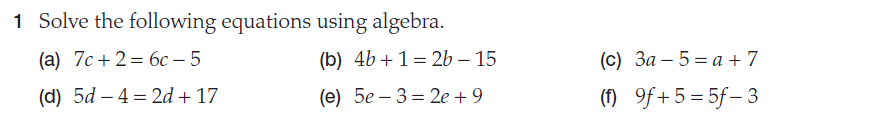 1 Solve the following equations using algebra.
(a) 7c + 2 = 6c – 5 (b) 4b + 1 = 2b – 15 (c) 3a – 5 = a + 7
(d) 5d – 4 = 2d + 17 (e) 5e – 3 = 2e + 9 (f) 9f + 5 = 5f – 3